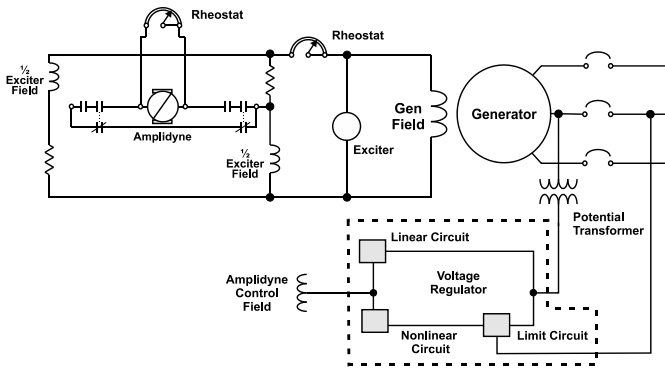 Rheostat
Rheostat
½
Exciter
Field
Amplidyne
½
Exciter
Field
Exciter
Gen
Field
Generator
Potential
Transformer
Linear Circuit
Voltage
Regulator
Amplidyne
Control
Field
Nonlinear
Circuit
Limit Circuit